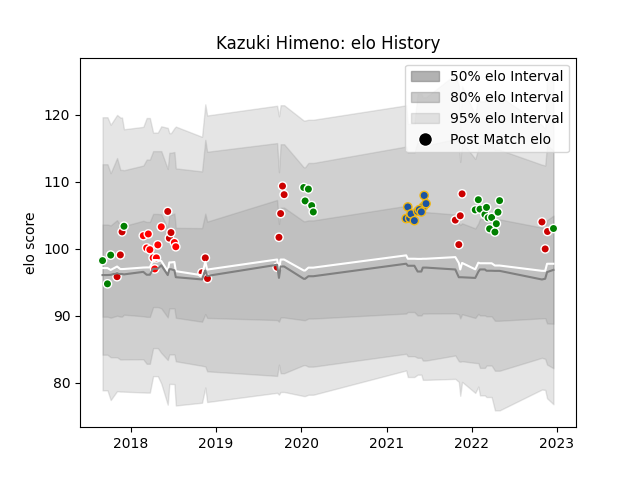 Kazuki Himeno: elo History
50% elo Interval
80% elo Interval
95% elo Interval
Post Match elo
elo score
120
110
100
90
80
2018 2019 2020 2021 2022 2023